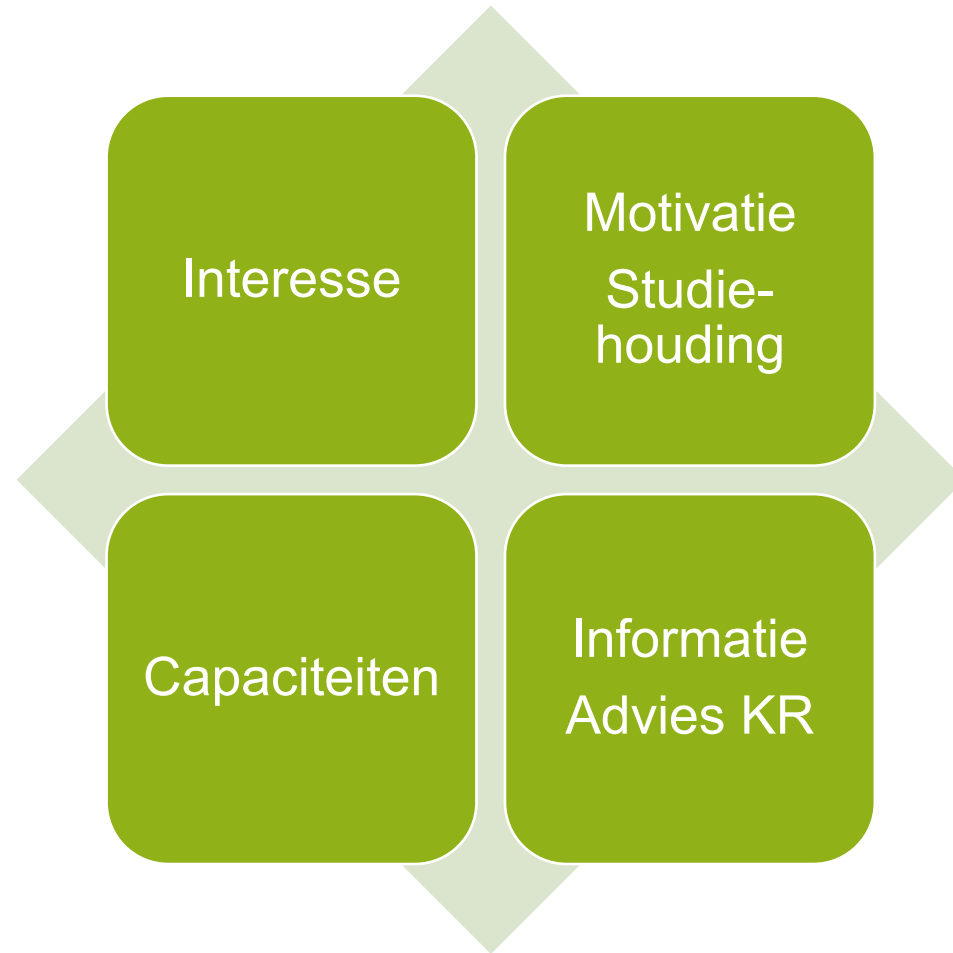 Interesse
Motivatie
Studie-
houding
Capaciteiten
Informatie
Advies KR